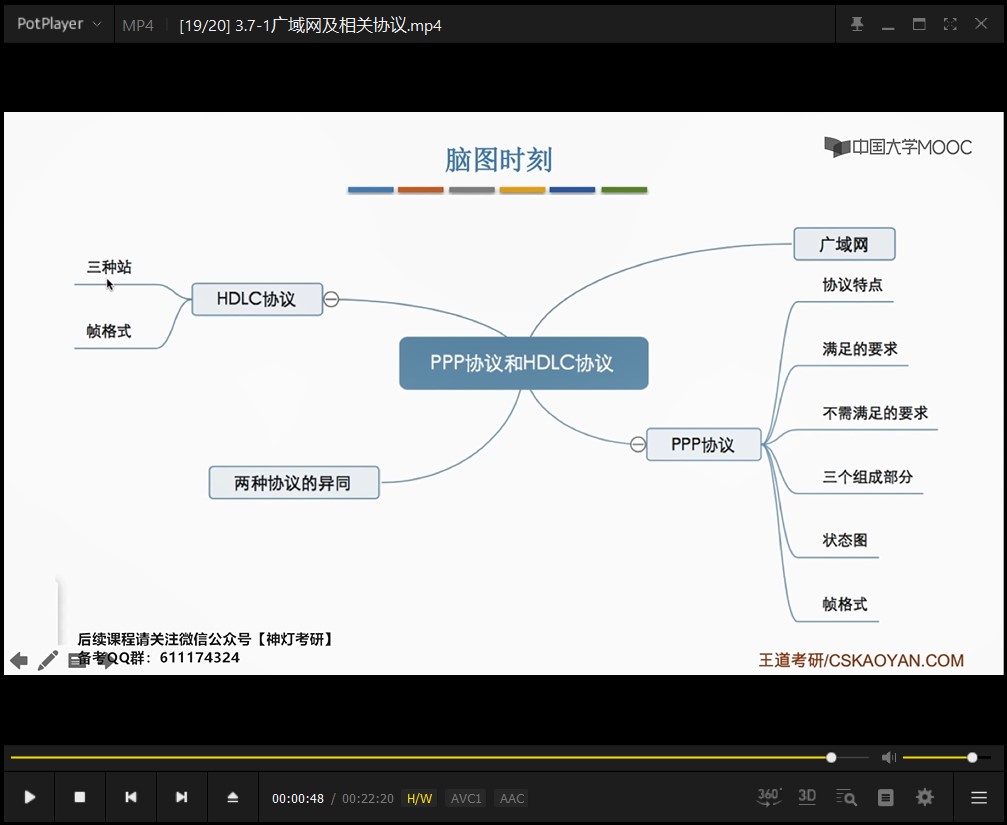 PotPlayer
MP4
[19/20] 3.7-1广域网及相关协议.mp4
脑图时刻
中国大学MOOC
广域网
三种站
协议特点
HDLC协议
帧格式
满足的要求
PPP协议和HDLC协议
不需满足的要求
PPP协议
两种协议的异同
三个组成部分
状态图
帧格式
后续课程请关注微信公众号【神灯考研】
备考QQ群：611174324
王道考研/CSKAOYAN.COM
00:00:48 / 00:22:20 H/W AVC1 AAC
360° 3D